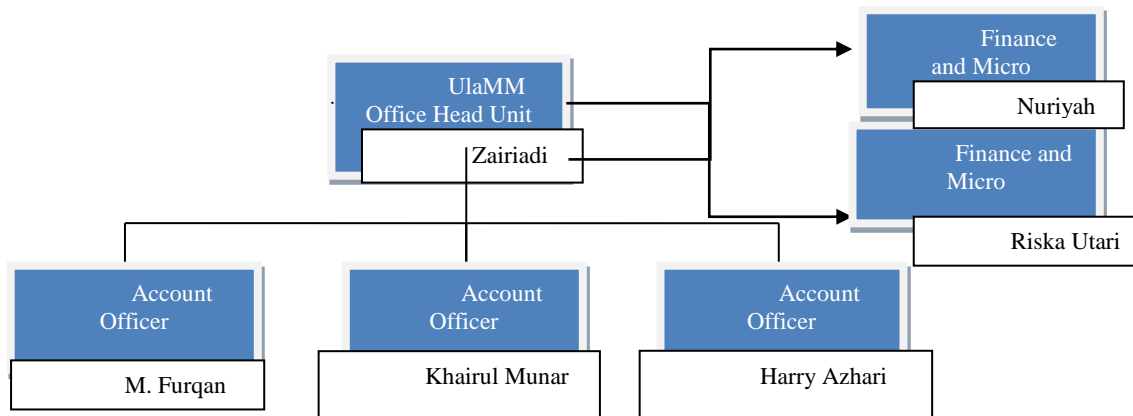 UlaMM
Office Head Unit
Zairiadi
Finance
and Micro
Nuriyah
Finance and
Micro
Riska Utari
Account
Officer
M. Furqan
Account
Officer
Khairul Munar
Account
Officer
Harry Azhari